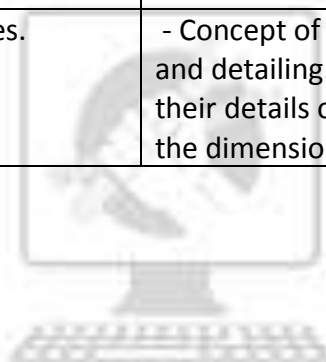 es.
- Concept of
and detailing.
their details
the dimensio